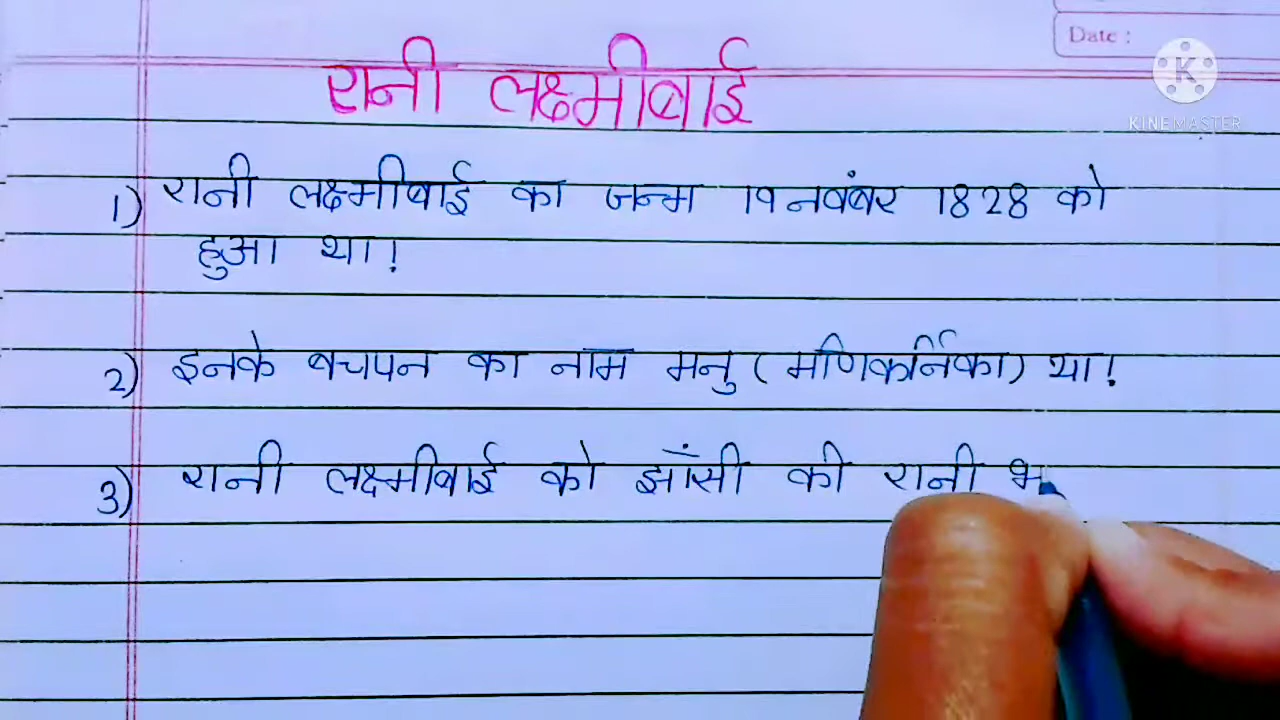 Date :
KINEMASTER
रानी लक्ष्मीबाई
1) रानी लक्ष्मीबाई का जन्म 19 नवंबर 1828 को
हुआ था!
2) इनके बचपन का नाम मनु (मणिकर्निका) था!
3) रानी लक्ष्मीबाई को झाँसी की रानी